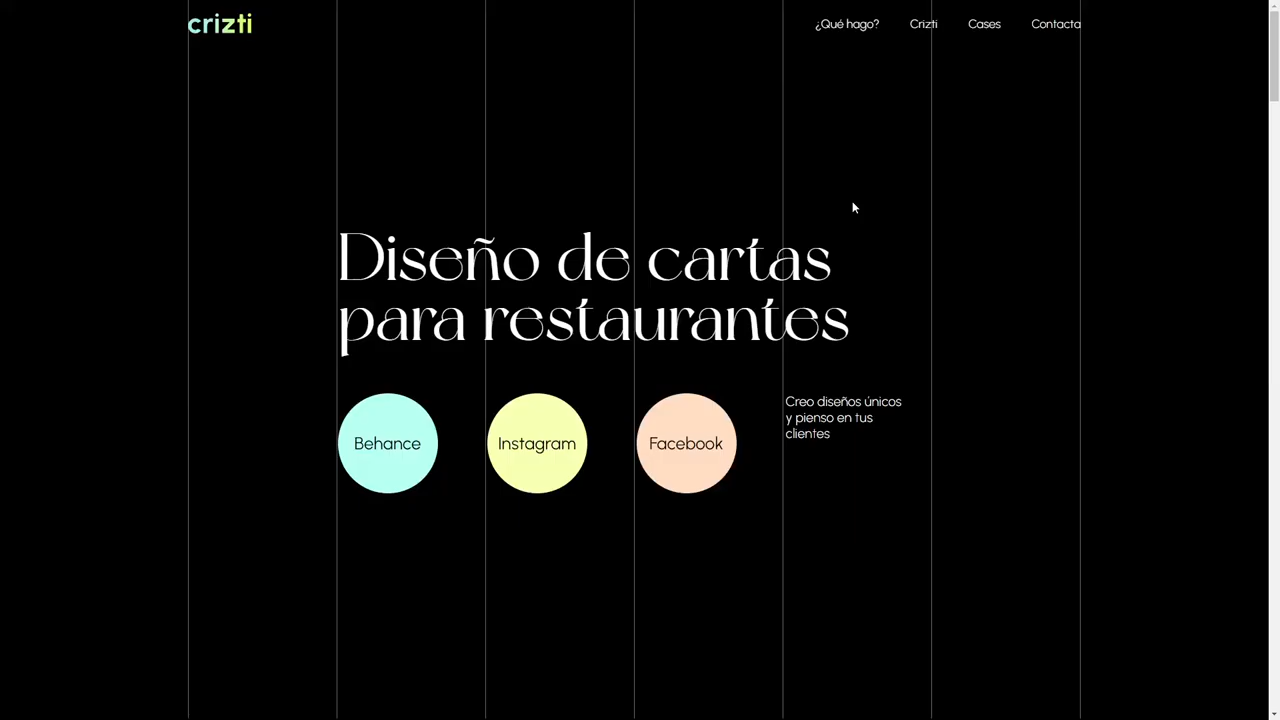 crizti
¿Qué hago? Crizti Cases Contacta
Diseño de cartas
para restaurantes
Behance
Instagram
Facebook
Creo diseños únicos
y pienso en tus
clientes